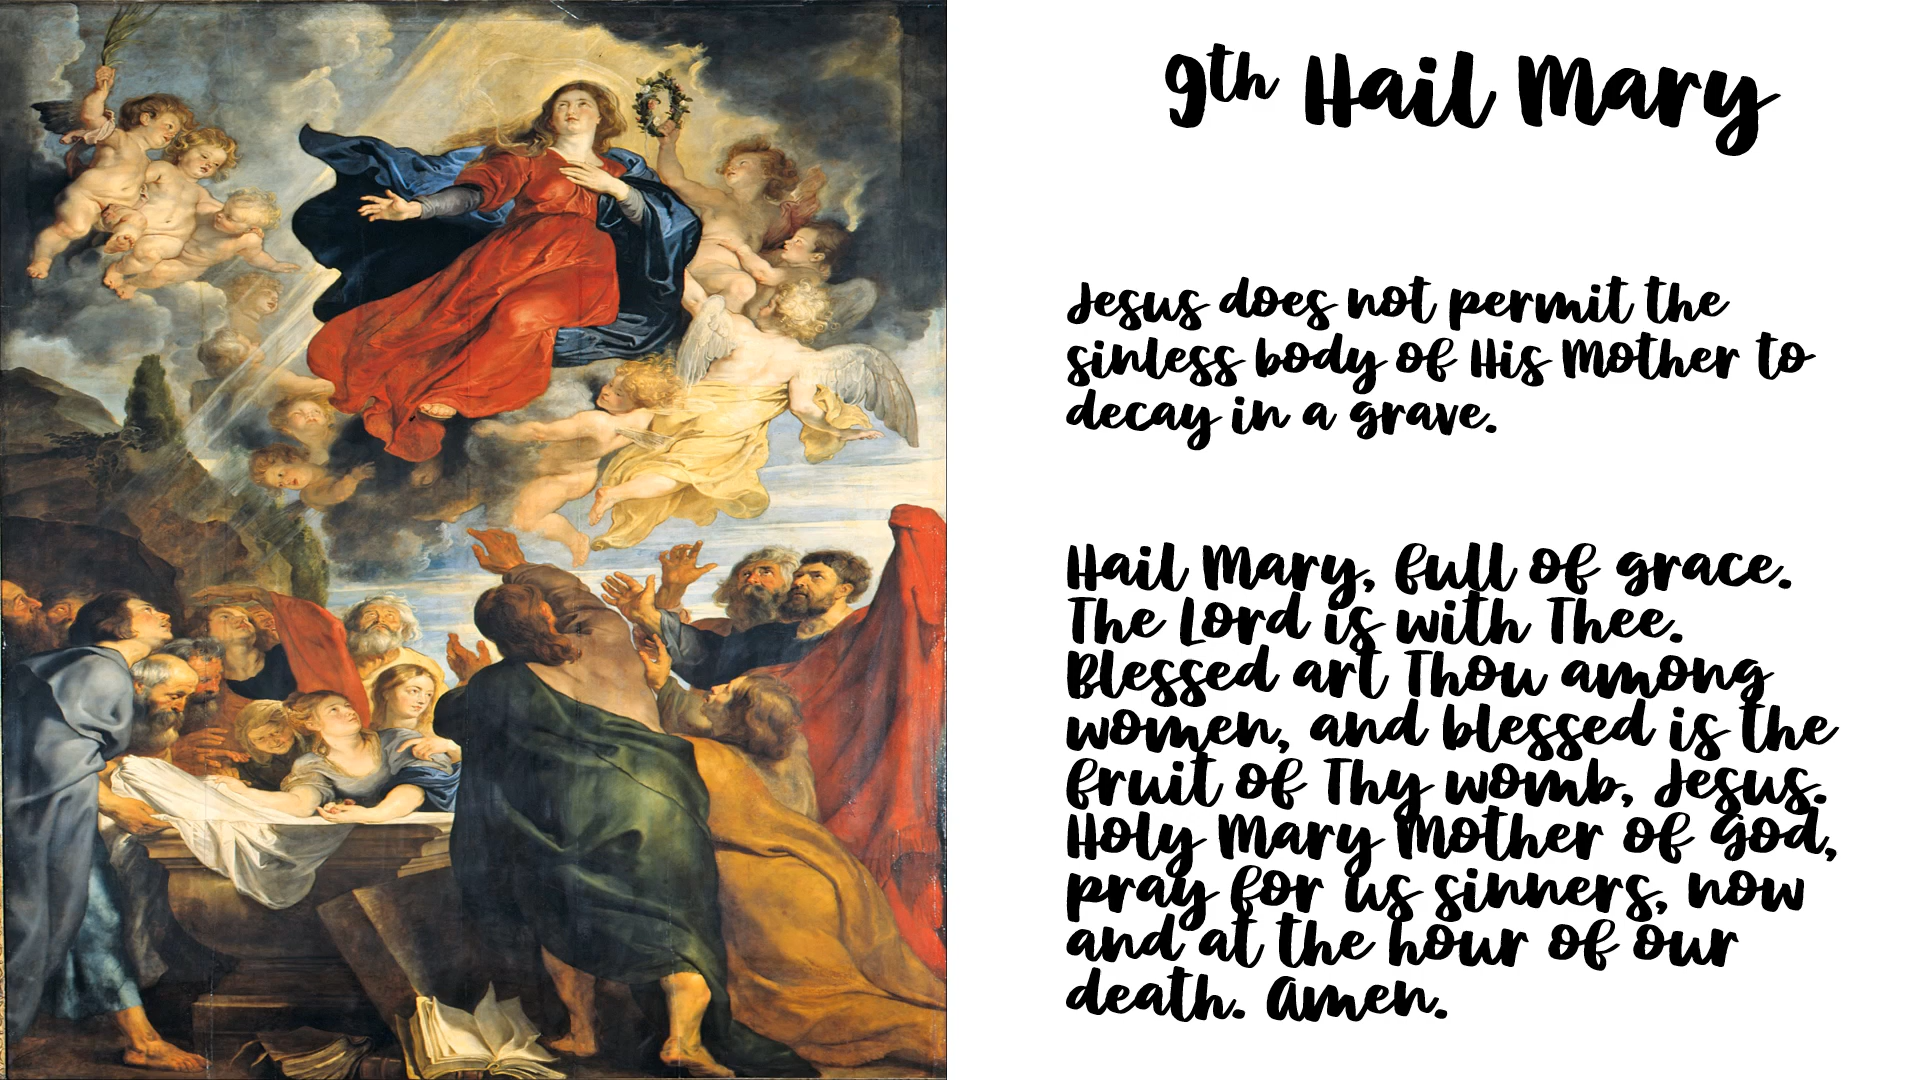 9th Hail Mary
Jesus does not permit the
sinless body of His Mother to
decay in a grave.
Hail Mary, full of grace.
The Lord is with Thee.
Blessed art Thou among
women, and blessed is the
fruit of Thy womb, Jesus.
Holy Mary Mother of God,
pray for us sinners, now
and at the hour of our
death. Amen.